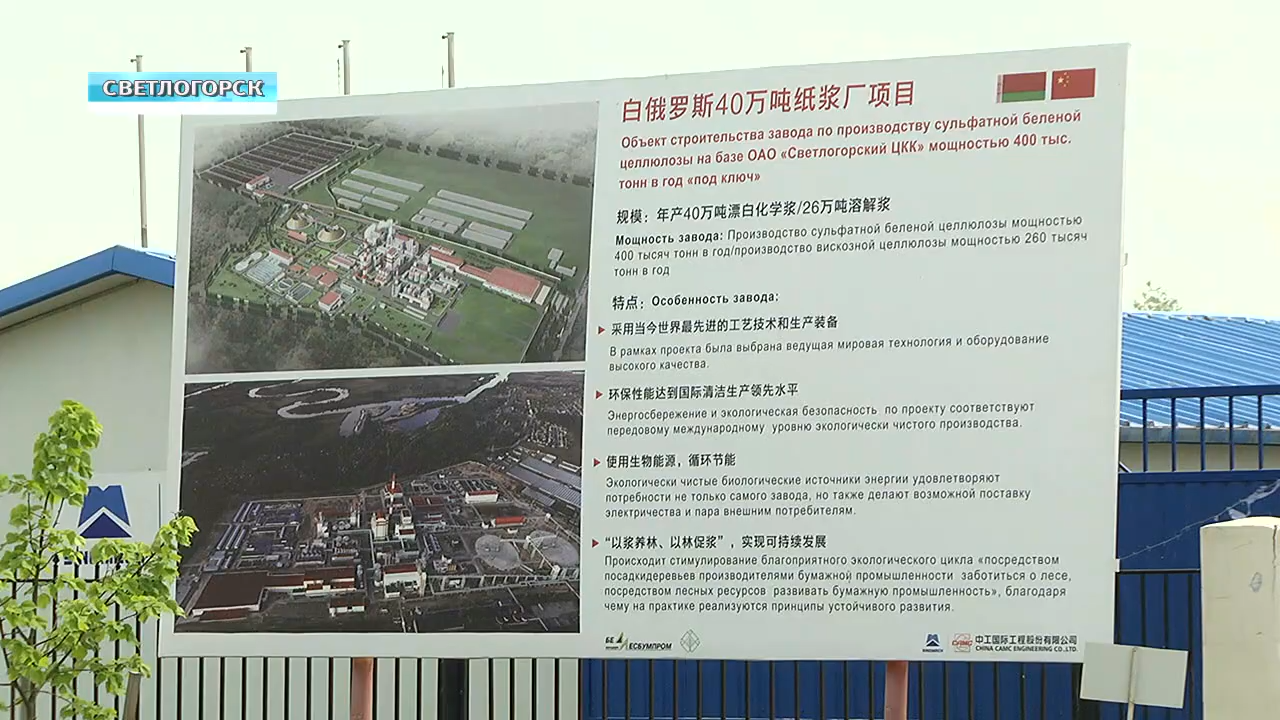 СВЕТЛОГОРСК
白俄罗斯40万吨纸浆厂项目
Объект строительства завода по производству сульфатной беленой
целлюлозы на базе ОАО «Светлогорский ЦКК» мощностью 400 тыс.
тонн в год «под ключ»
规模：年产40万吨漂白化学浆/26万吨溶解浆
Мощность завода: Производство сульфатной беленой целлюлозы мощностью
400 тысяч тонн в год/производство вискозной целлюлозы мощностью 260 тысяч
тонн в год
特点：Особенность завода:
采用当今世界最先进的工艺技术和生产装备
В рамках проекта была выбрана ведущая мировая технология и оборудование
высокого качества.
环保性能达到国际清洁生产领先水平
Энергосбережение и экологическая безопасность по проекту соответствуют
передовому международному уровню экологически чистого производства.
使用生物能源，循环节能
Экологически чистые биологические источники энергии удовлетворяют
потребности не только самого завода, но также делают возможной поставку
электричества и пара внешним потребителям.
“以浆养林、以林促浆”，实现可持续发展
Происходит стимулирование благоприятного экологического цикла «посредством
посадкидеревьев производителями бумажной промышленности заботиться о лесе,
посредством лесных ресурсов развивать бумажную промышленность», благодаря
чему на практике реализуются принципы устойчивого развития.
ЕСБУМПРОМ
CAMC
中工国际工程股份有限公司
CHINA CAMC ENGINEERING CO.,LTD.